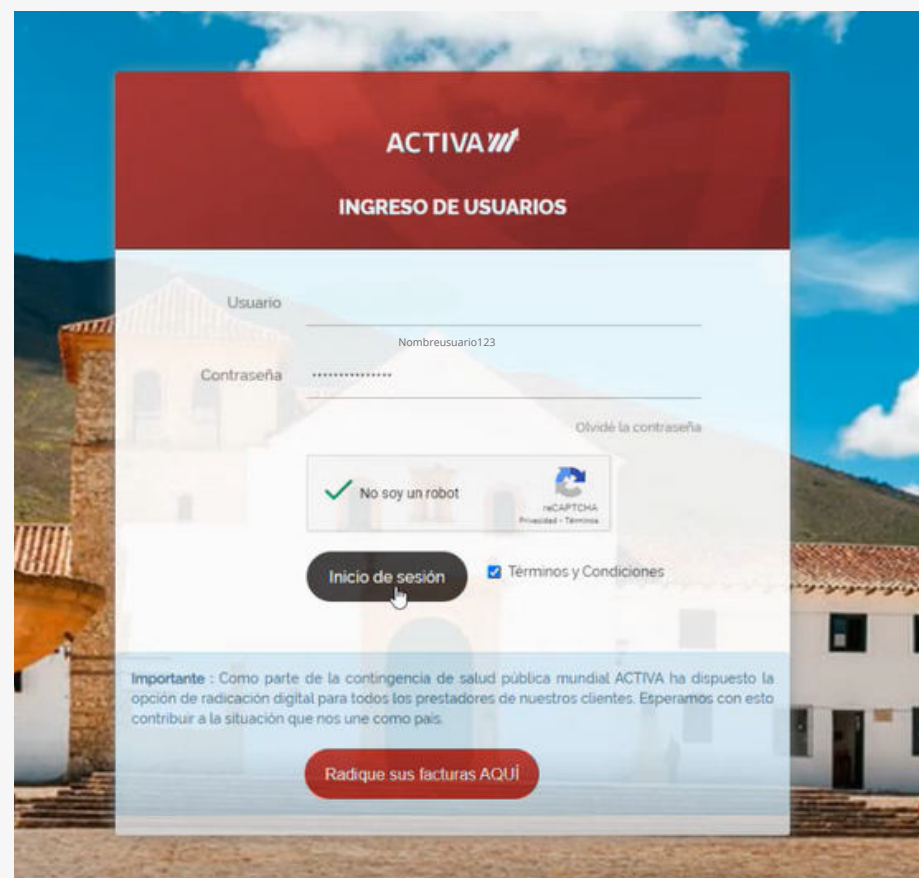 ACTIVA
INGRESO DE USUARIOS
Usuario
Nombreusuario123
Contraseña ···············
Olvidé la contraseña
No soy un robot
reCAPTCHA
Privacidad - Términos
Inicio de sesión
Términos y Condiciones
Importante : Como parte de la contingencia de salud pública mundial ACTIVA ha dispuesto la
opción de radicación digital para todos los prestadores de nuestros clientes. Esperamos con esto
contribuir a la situación que nos une como país.
Radique sus facturas AQUÍ